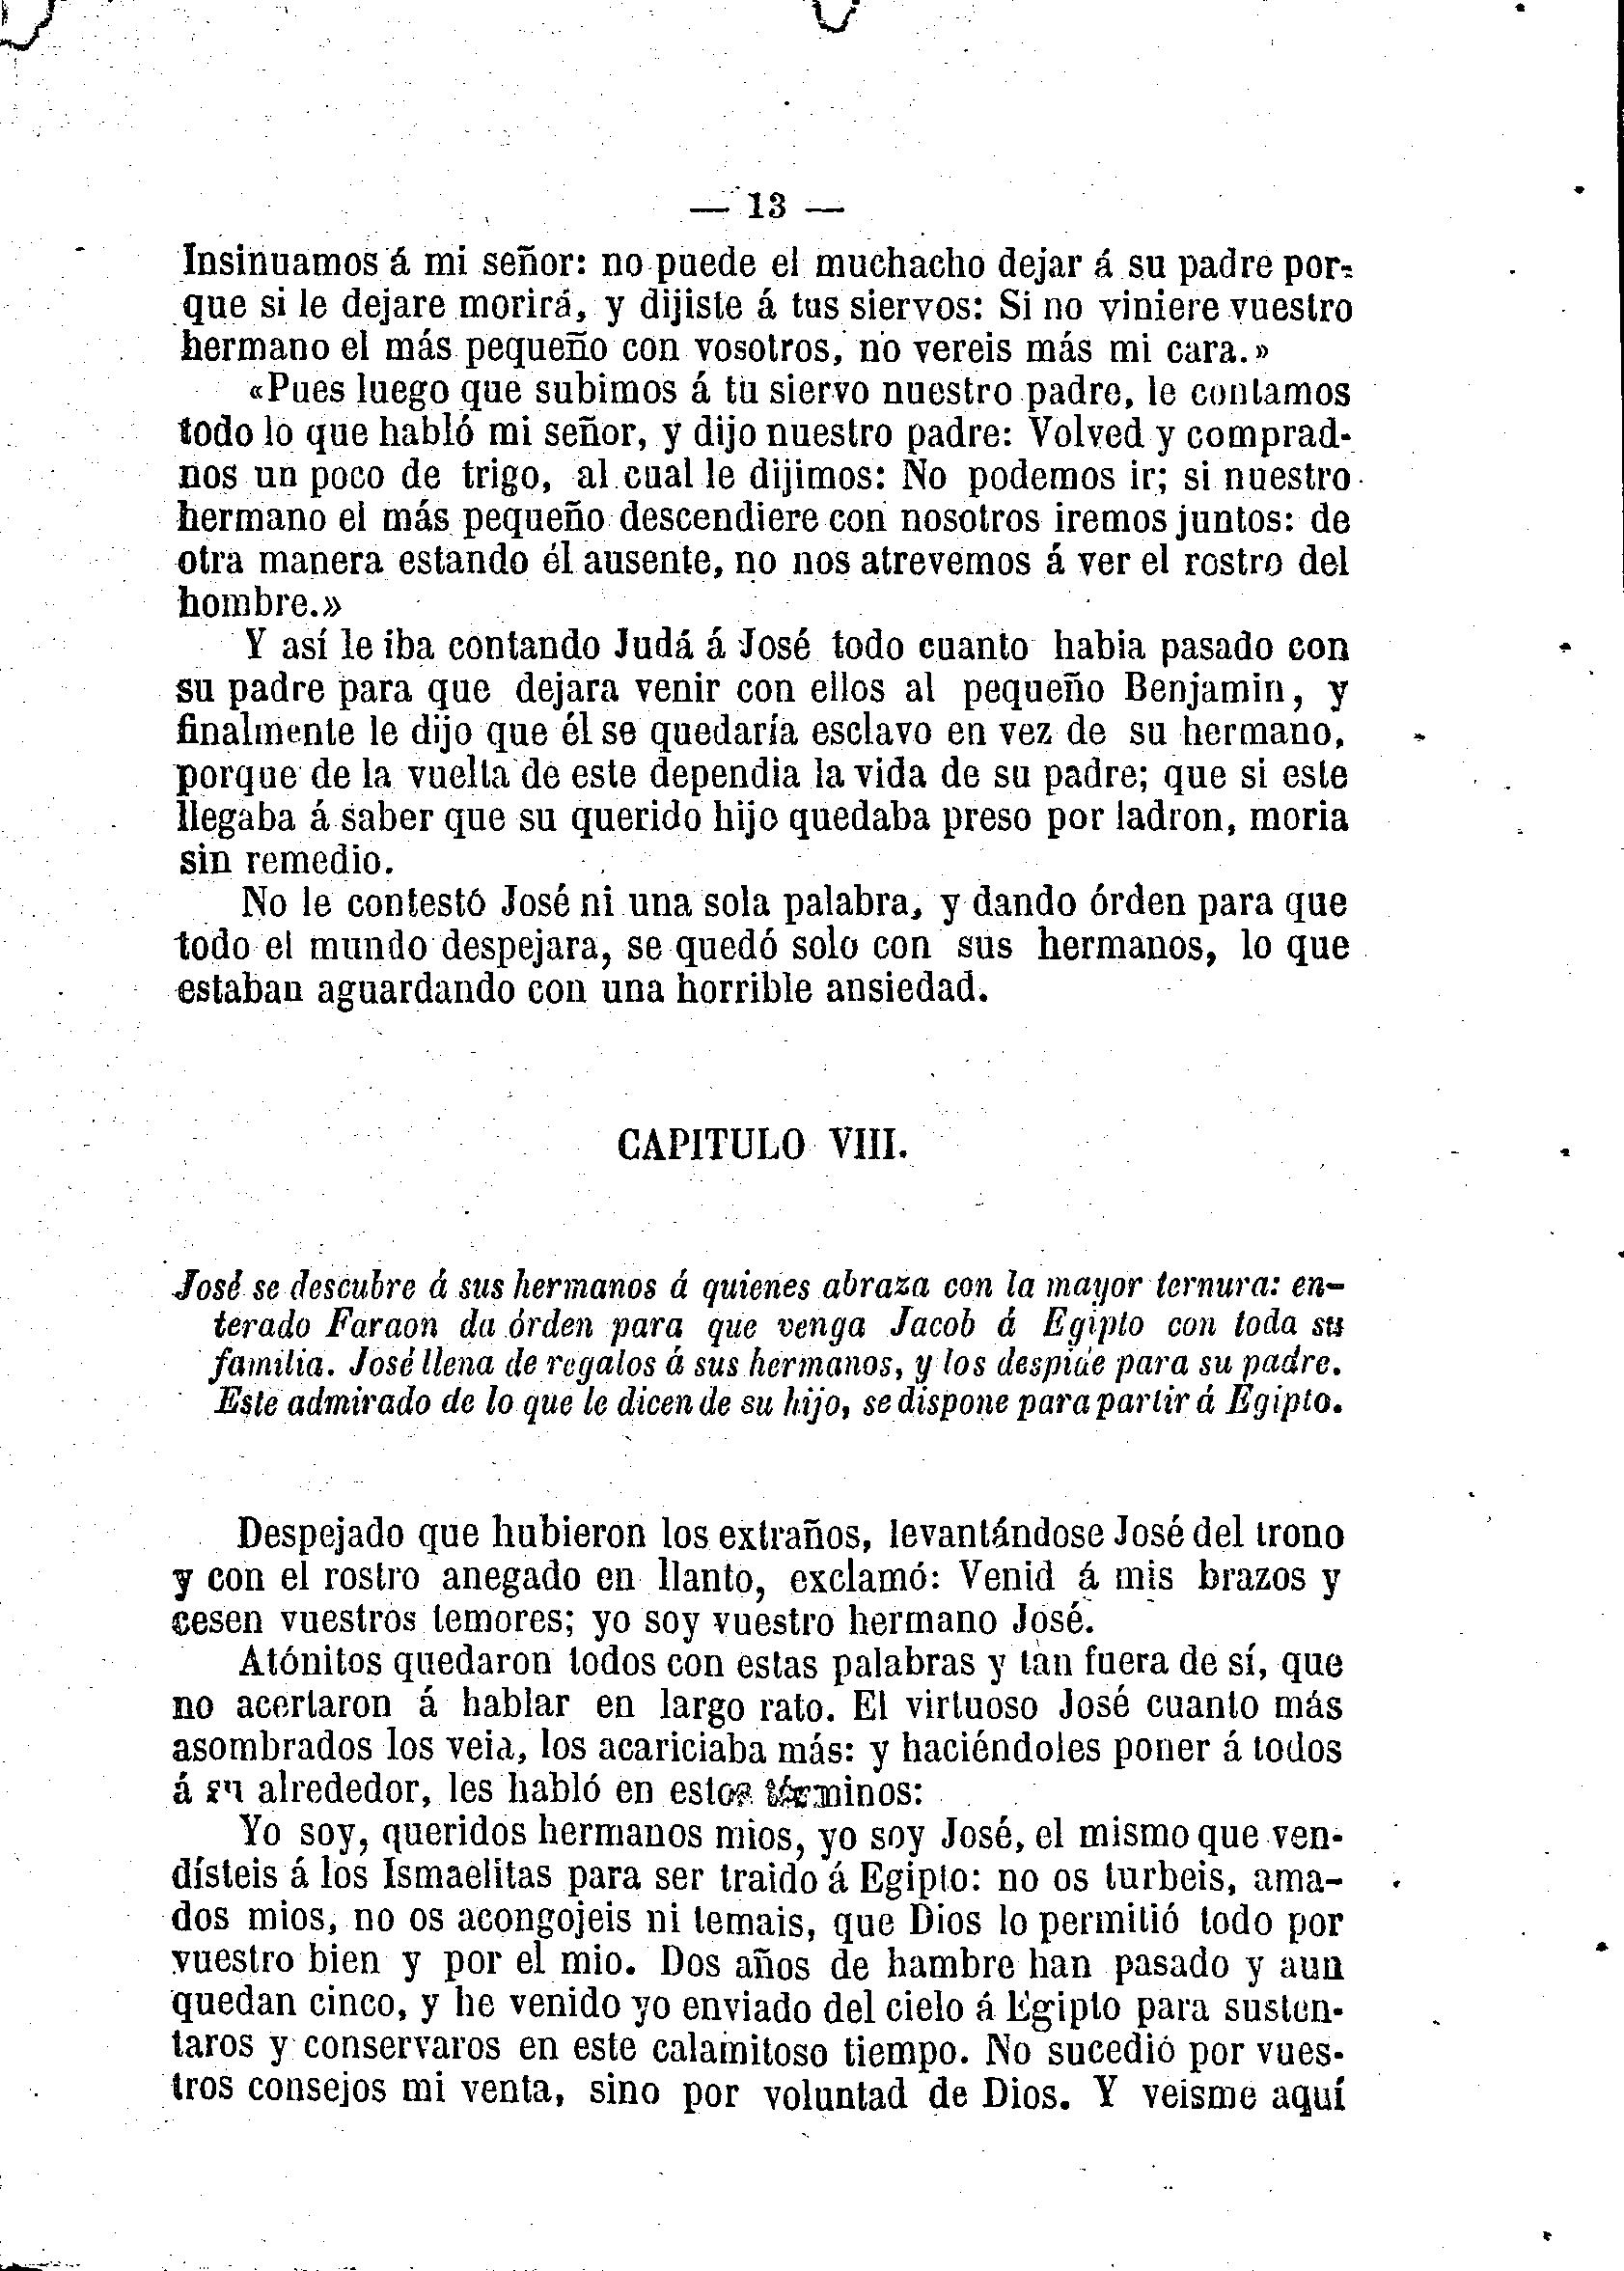 — 13 —
Insinuamos á mi señor: no puede el muchacho dejar á su padre por-
que si le dejare morirá, y dijiste á tus siervos: Si no viniere vuestro
hermano el más pequeño con vosotros, no vereis más mi cara.»
«Pues luego que subimos á tu siervo nuestro padre, le contamos
todo lo que habló mi señor, y dijo nuestro padre: Volved y comprad-
nos un poco de trigo, al cual le dijimos: No podemos ir; si nuestro
hermano el más pequeño descendiere con nosotros iremos juntos: de
otra manera estando él ausente, no nos atrevemos á ver el rostro del
hombre.»
Y así le iba contando Judá á José todo cuanto habia pasado con
su padre para que dejara venir con ellos al pequeño Benjamin, y
finalmente le dijo que él se quedaría esclavo en vez de su hermano,
porque de la vuelta de este dependia la vida de su padre; que si este
llegaba á saber que su querido hijo quedaba preso por ladron, moria
sin remedio.
No le contestó José ni una sola palabra, y dando órden para que
todo el mundo despejara, se quedó solo con sus hermanos, lo que
estaban aguardando con una horrible ansiedad.
CAPITULO VIII.
José se descubre á sus hermanos á quienes abraza con la mayor ternura: en-
terado Faraon da órden para que venga Jacob á Egipto con toda su
familia. José llena de regalos á sus hermanos, y los despide para su padre.
Este admirado de lo que le dicen de su hijo, se dispone para partir á Egipto.
Despejado que hubieron los extraños, levantándose José del trono
y con el rostro anegado en llanto, exclamó: Venid á mis brazos y
cesen vuestros temores; yo soy vuestro hermano José.
Atónitos quedaron todos con estas palabras y tan fuera de sí, que
no acertaron á hablar en largo rato. El virtuoso José cuanto más
asombrados los veia, los acariciaba más: y haciéndoles poner á todos
á su alrededor, les habló en estos términos:
Yo soy, queridos hermanos mios, yo soy José, el mismo que ven-
dísteis á los Ismaelitas para ser traido á Egipto: no os turbeis, ama-
dos mios, no os acongojeis ni temais, que Dios lo permitió todo por
vuestro bien y por el mio. Dos años de hambre han pasado y aun
quedan cinco, y he venido yo enviado del cielo á Egipto para susten-
taros y conservaros en este calamitoso tiempo. No sucedió por vues-
tros consejos mi venta, sino por voluntad de Dios. Y veisme aquí